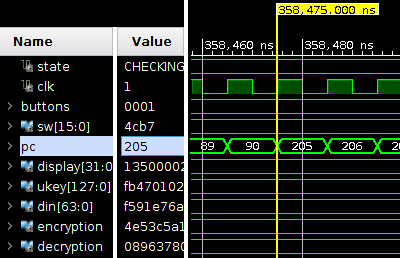 358,475.000 ns
Name Value 358,460 ns 358,480 ns
state CHECKING
clk 1
buttons 0001
sw[15:0] 4cb7
pc 205 89 90 205 206 20
display[31:0 13500002
ukey[127:0] fb470102
din[63:0] f591e76a
encryption 4e53c5a1
decryption 08963780